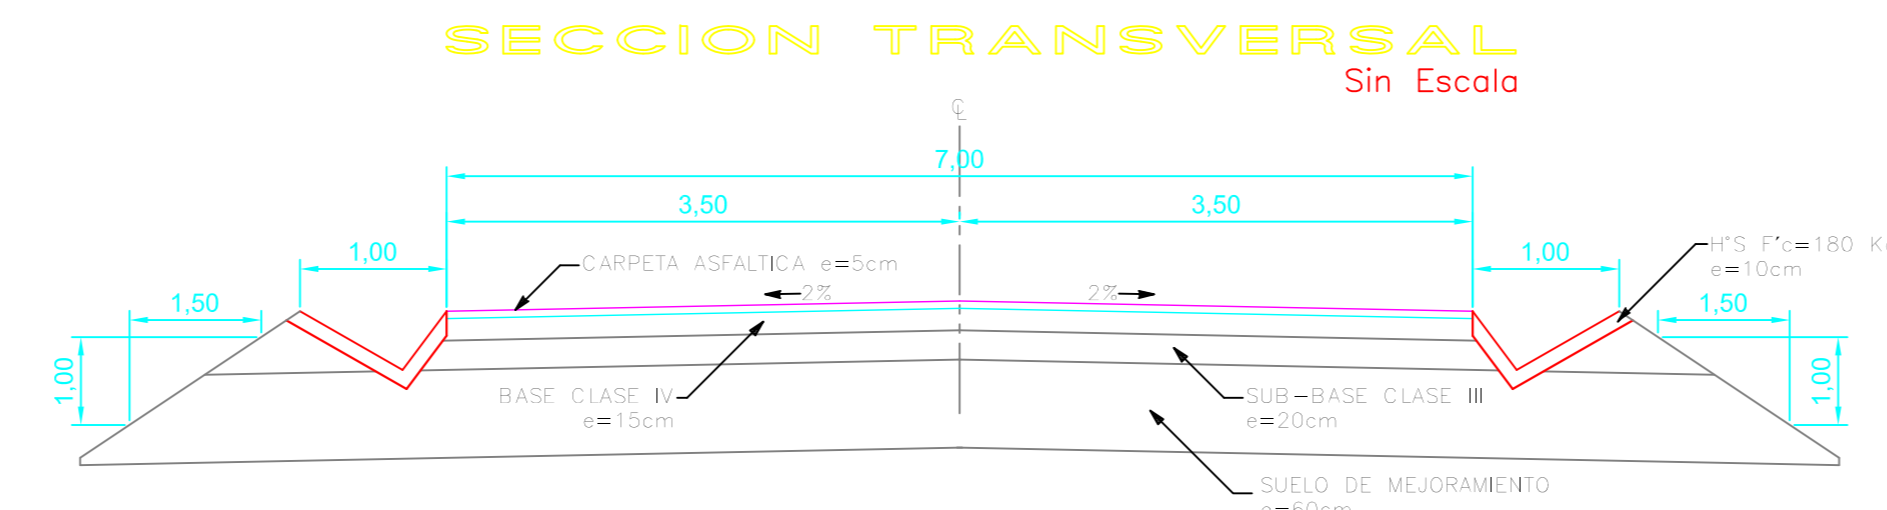 SECCION TRANSVERSAL
Sin Escala
℄
7,00
3,50 3,50
1,00 1,00
H°S F'c=180
e=10cm
CARPETA ASFALTICA e=5cm
2% 2%
1,50 1,50
1,00 1,00
BASE CLASE IV
e=15cm
SUB-BASE CLASE III
e=20cm
SUELO DE MEJORAMIENTO
e=60cm